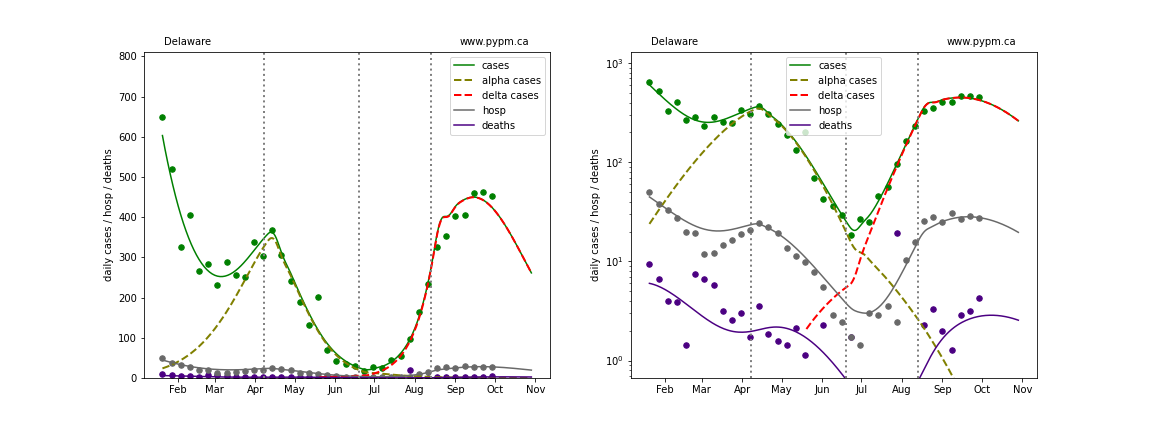 Delaware www.pypm.ca
800
700
600
500
400
300
200
100
0
daily cases / hosp / deaths
cases
alpha cases
delta cases
hosp
deaths
Feb Mar Apr May Jun Jul Aug Sep Oct Nov
Delaware www.pypm.ca
10³
10²
10¹
10⁰
daily cases / hosp / deaths
cases
alpha cases
delta cases
hosp
deaths
Feb Mar Apr May Jun Jul Aug Sep Oct Nov